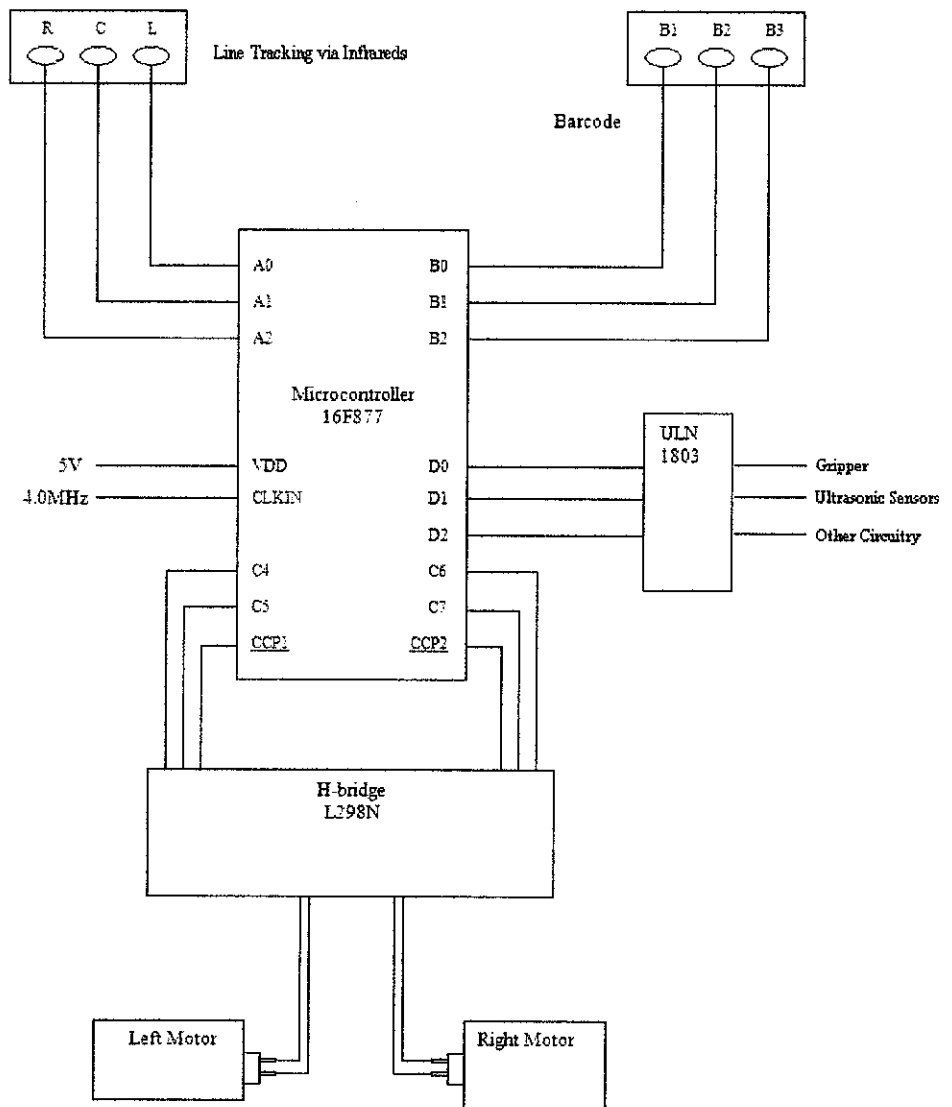 R C L
Line Tracking via Infrareds
B1 B2 B3
Barcode
A0 B0
A1 B1
A2 B2
Microcontroller
16F877
ULN
1803
5V VDD D0 Gripper
4.0MHz CLKIN D1 Ultrasonic Sensors
D2 Other Circuitry
C4 C6
C5 C7
CCP1 CCP2
H-bridge
L298N
Left Motor Right Motor